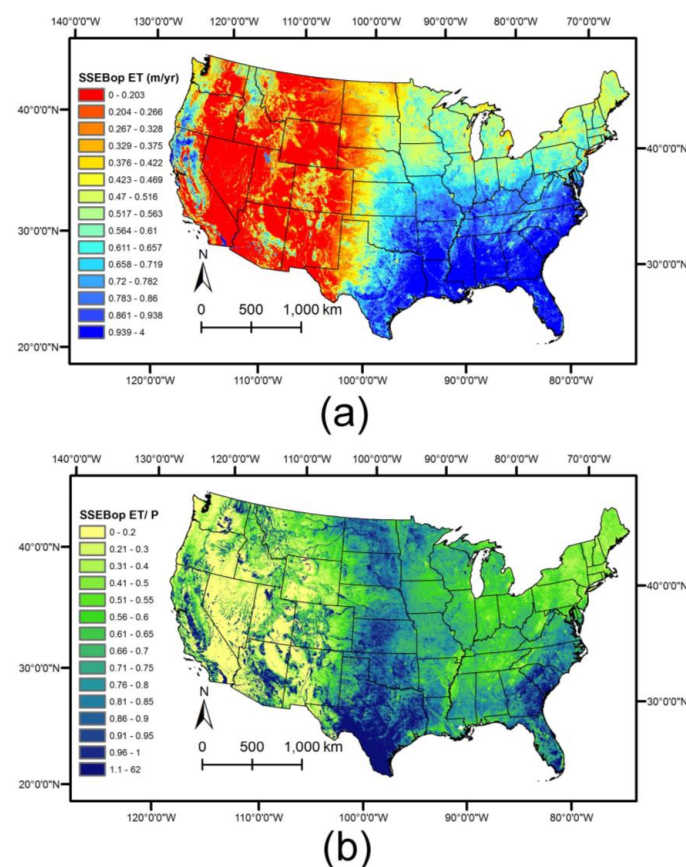 140°0'0"W 130°0'0"W 120°0'0"W 110°0'0"W 100°0'0"W 90°0'0"W 80°0'0"W 70°0'0"W
SSEBop ET (m/yr)
0 - 0.203
0.204 - 0.266
0.267 - 0.328
0.329 - 0.375
0.376 - 0.422
0.423 - 0.469
0.47 - 0.516
0.517 - 0.563
0.564 - 0.61
0.611 - 0.657
0.658 - 0.719
0.72 - 0.782
0.783 - 0.86
0.861 - 0.938
0.939 - 4
40°0'0"N
30°0'0"N
20°0'0"N
40°0'0"N
30°0'0"N
N
0 500 1,000 km
120°0'0"W 110°0'0"W 100°0'0"W 90°0'0"W 80°0'0"W
(a)
140°0'0"W 130°0'0"W 120°0'0"W 110°0'0"W 100°0'0"W 90°0'0"W 80°0'0"W 70°0'0"W
SSEBop ET/ P
0 - 0.2
0.21 - 0.3
0.31 - 0.4
0.41 - 0.5
0.51 - 0.55
0.56 - 0.6
0.61 - 0.65
0.66 - 0.7
0.71 - 0.75
0.76 - 0.8
0.81 - 0.85
0.86 - 0.9
0.91 - 0.95
0.96 - 1
1.1 - 62
40°0'0"N
30°0'0"N
20°0'0"N
40°0'0"N
30°0'0"N
N
0 500 1,000 km
120°0'0"W 110°0'0"W 100°0'0"W 90°0'0"W 80°0'0"W
(b)